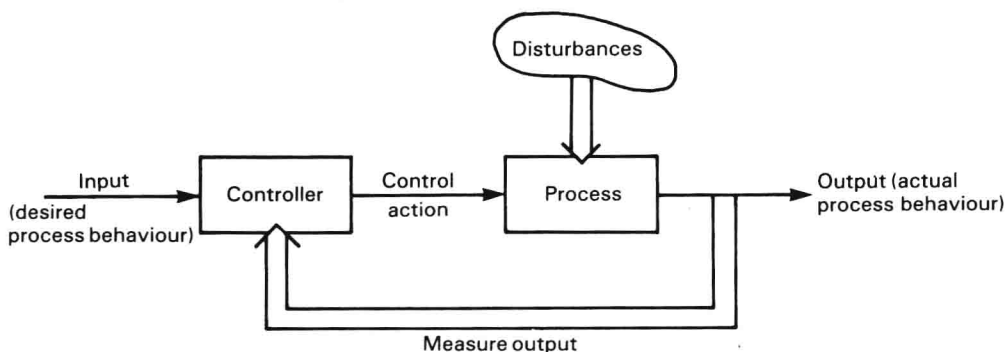 Disturbances
Input
(desired
process behaviour)
Controller
Control
action
Process
Output (actual
process behaviour)
Measure output